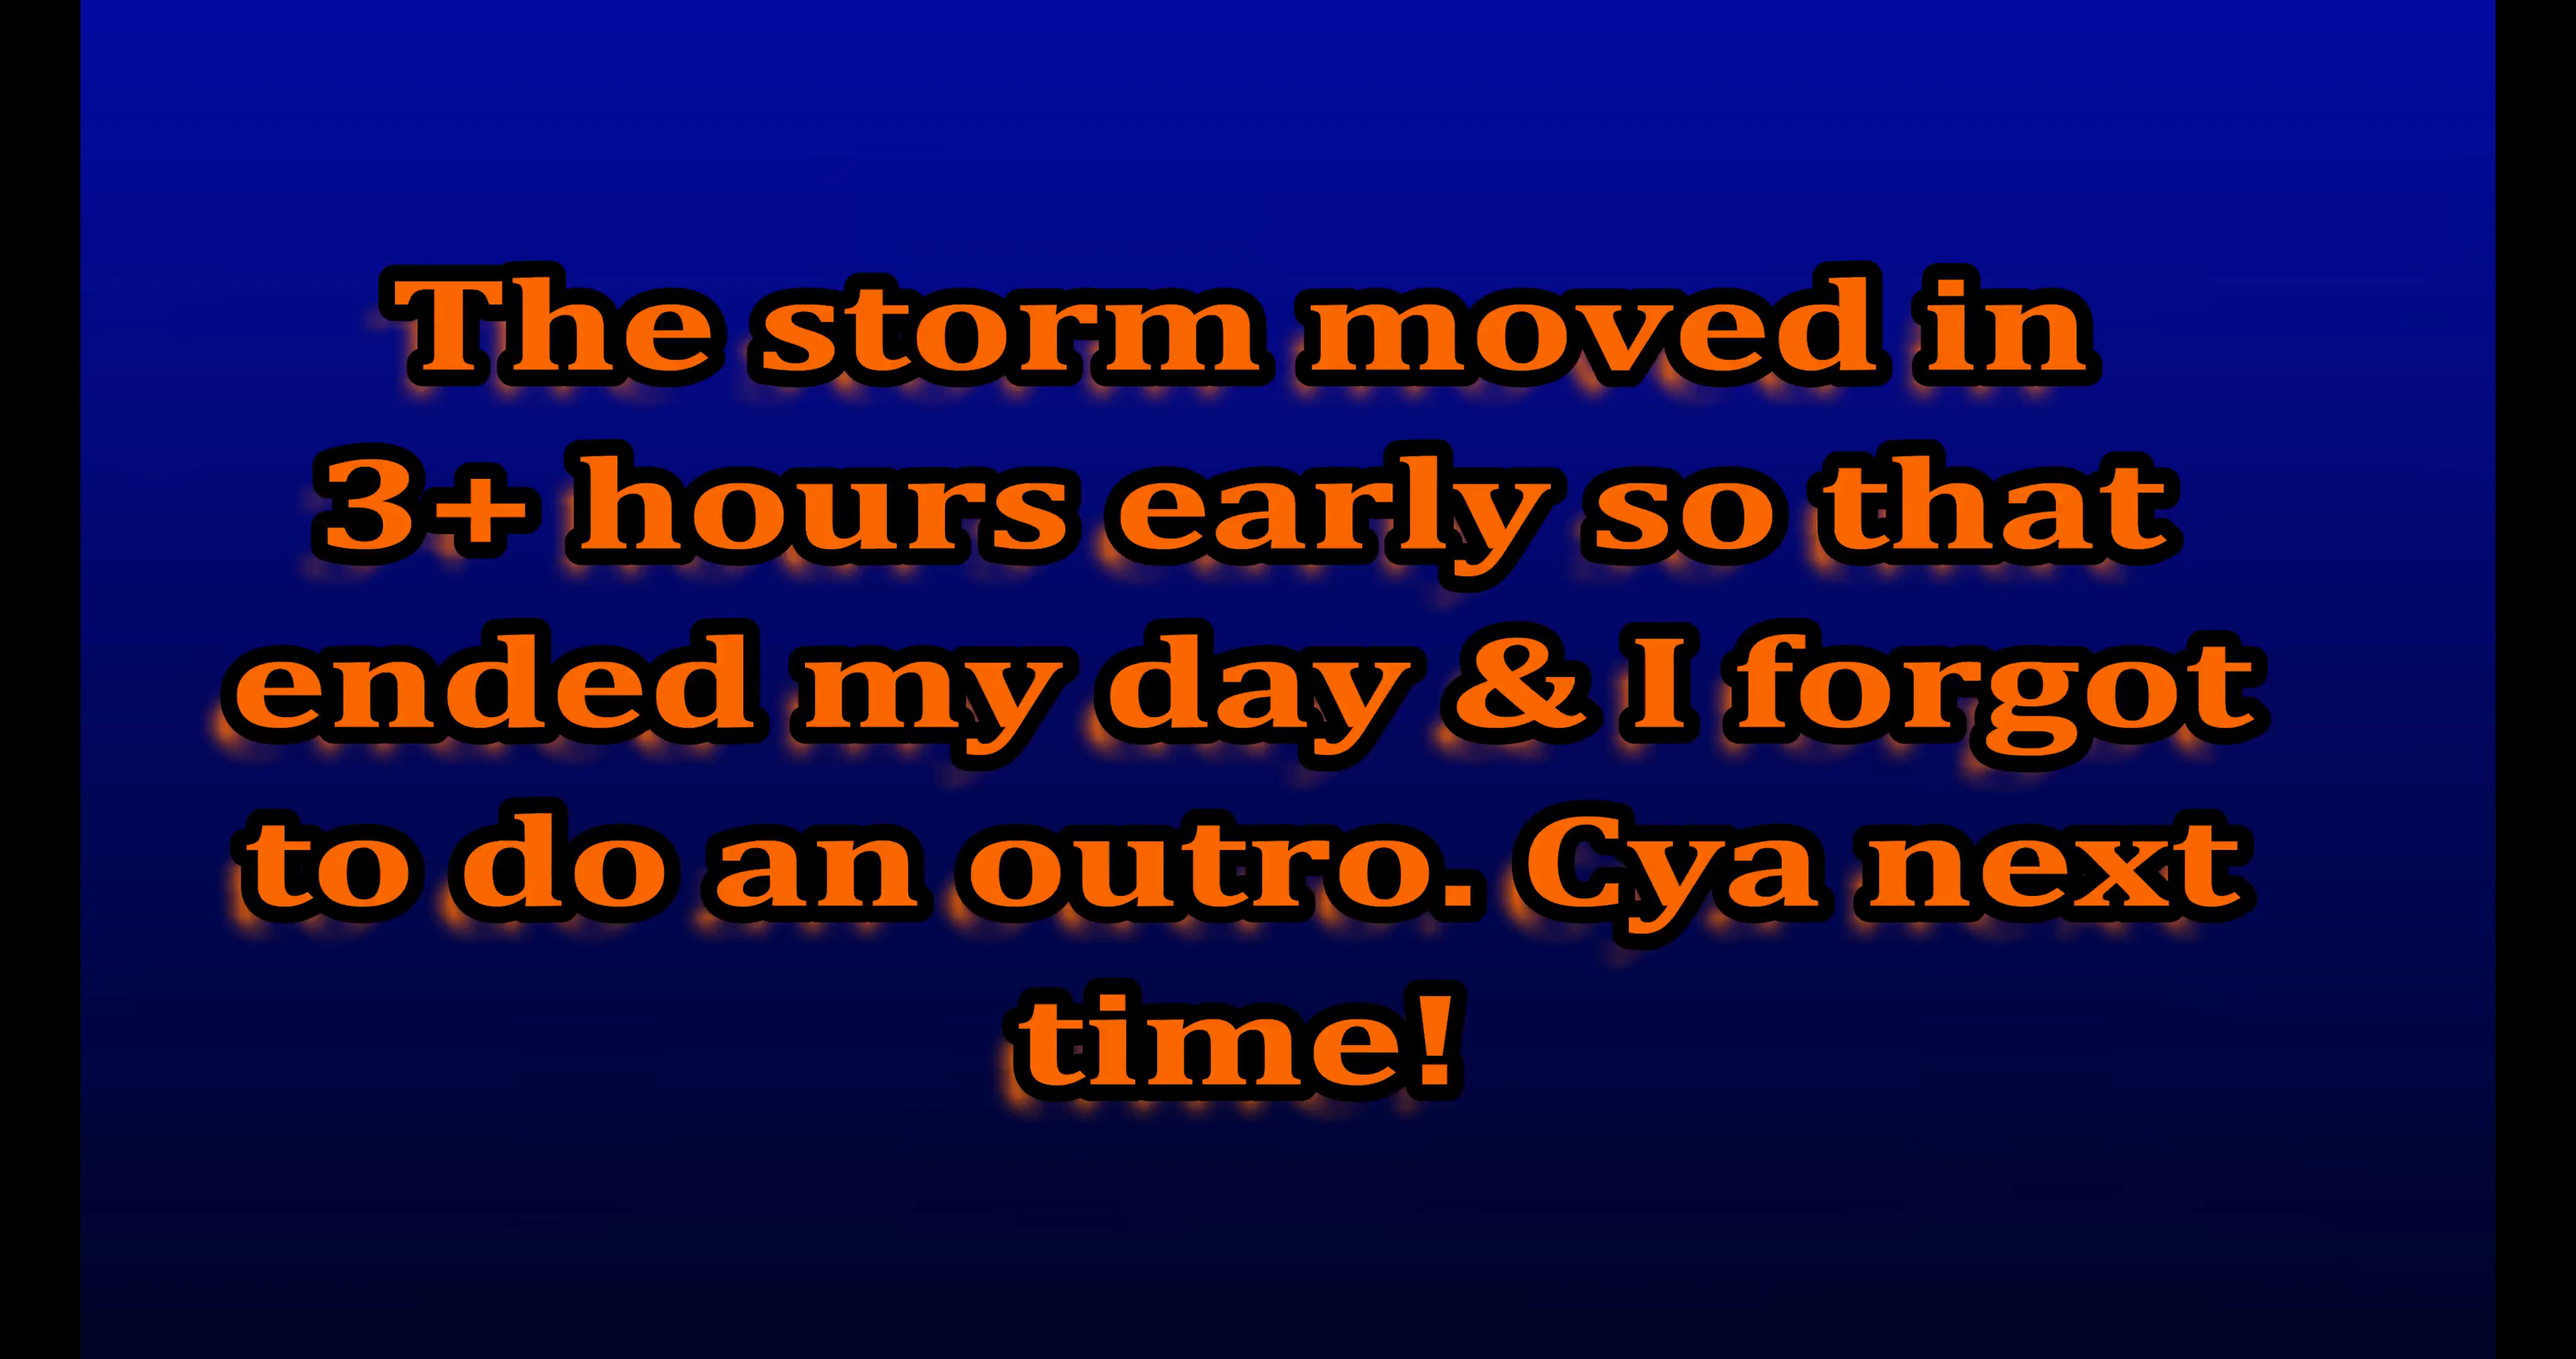 The storm moved in
3+ hours early so that
ended my day & I forgot
to do an outro. Cya next
time!